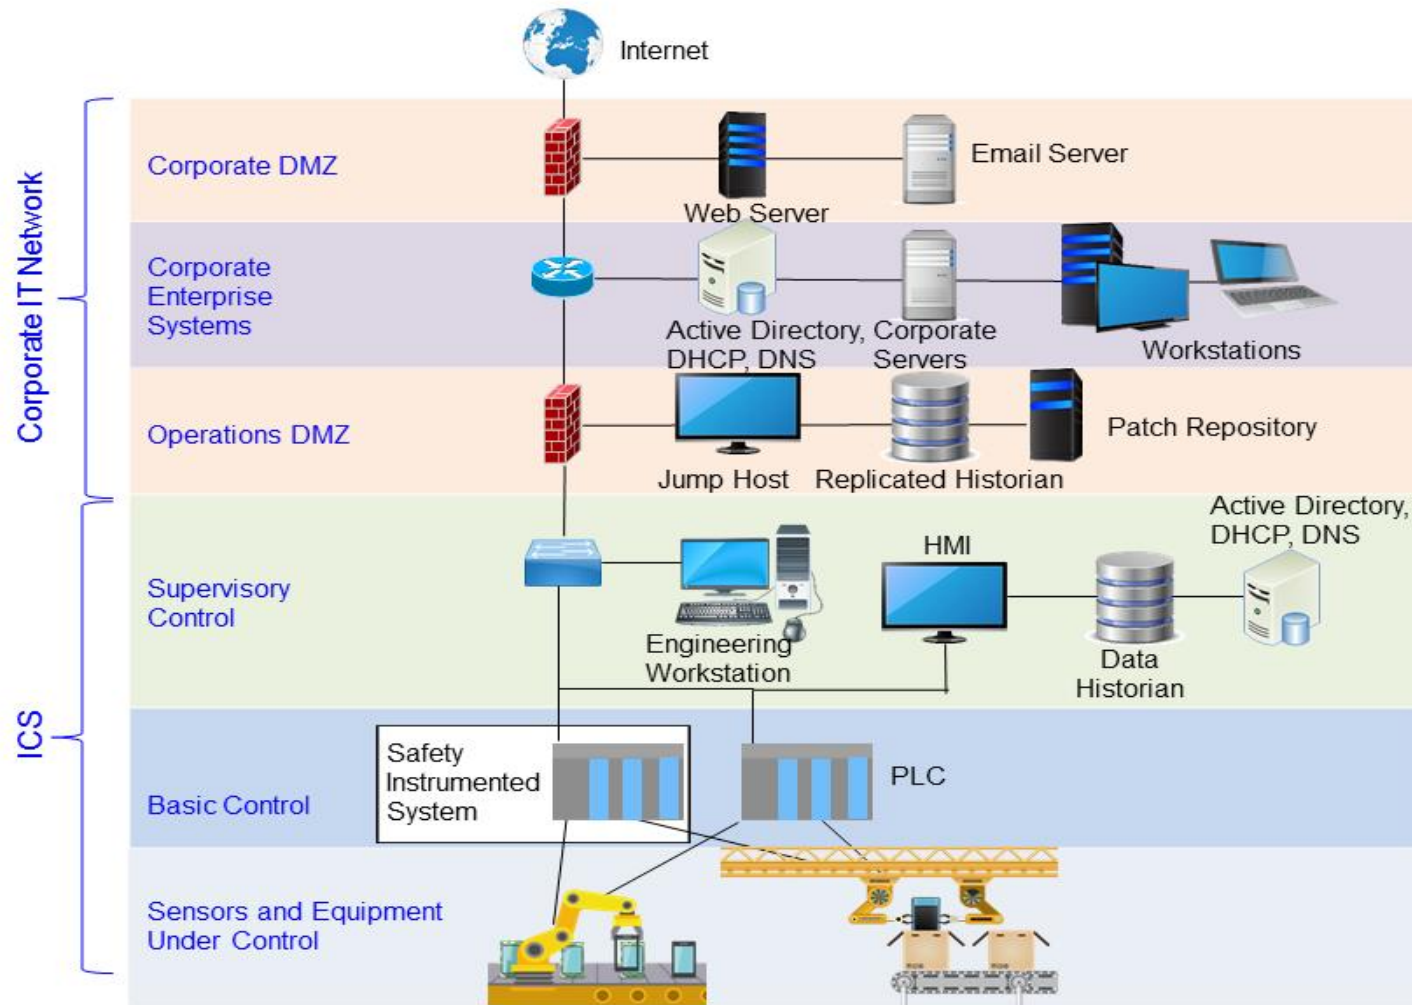 Internet
Corporate IT Network
Corporate DMZ
Web Server
Email Server
Corporate
Enterprise
Systems
Active Directory,
DHCP, DNS
Corporate
Servers
Workstations
Operations DMZ
Jump Host
Replicated Historian
Patch Repository
ICS
Supervisory
Control
Engineering
Workstation
HMI
Data
Historian
Active Directory,
DHCP, DNS
Basic Control
Safety
Instrumented
System
PLC
Sensors and Equipment
Under Control